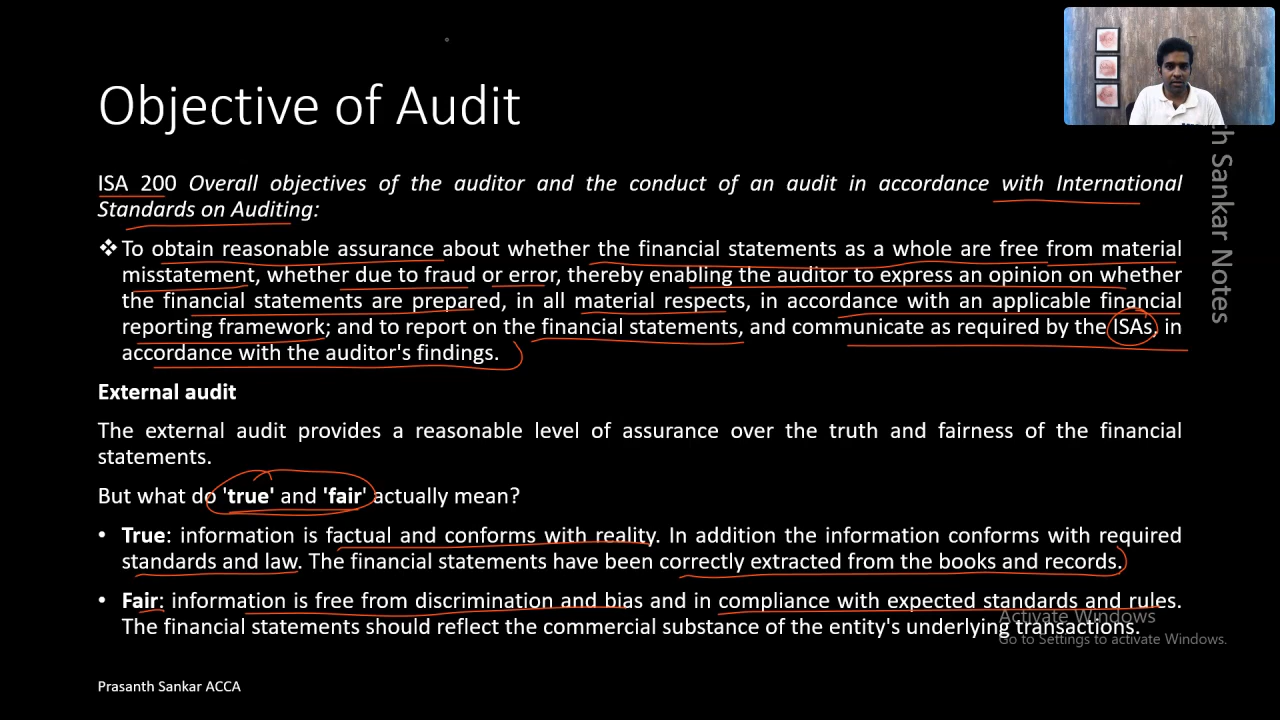 Objective of Audit
ISA 200 Overall objectives of the auditor and the conduct of an audit in accordance with International
Standards on Auditing:
❖To obtain reasonable assurance about whether the financial statements as a whole are free from material
misstatement, whether due to fraud or error, thereby enabling the auditor to express an opinion on whether
the financial statements are prepared, in all material respects, in accordance with an applicable financial
reporting framework; and to report on the financial statements, and communicate as required by the ISAs, in
accordance with the auditor's findings.
External audit
The external audit provides a reasonable level of assurance over the truth and fairness of the financial
statements.
But what do 'true' and 'fair' actually mean?
• True: information is factual and conforms with reality. In addition the information conforms with required
standards and law. The financial statements have been correctly extracted from the books and records.
• Fair: information is free from discrimination and bias and in compliance with expected standards and rules.
The financial statements should reflect the commercial substance of the entity's underlying transactions.
Activate Windows
Go to Settings to activate Windows.
Prasanth Sankar ACCA
Sankar Notes